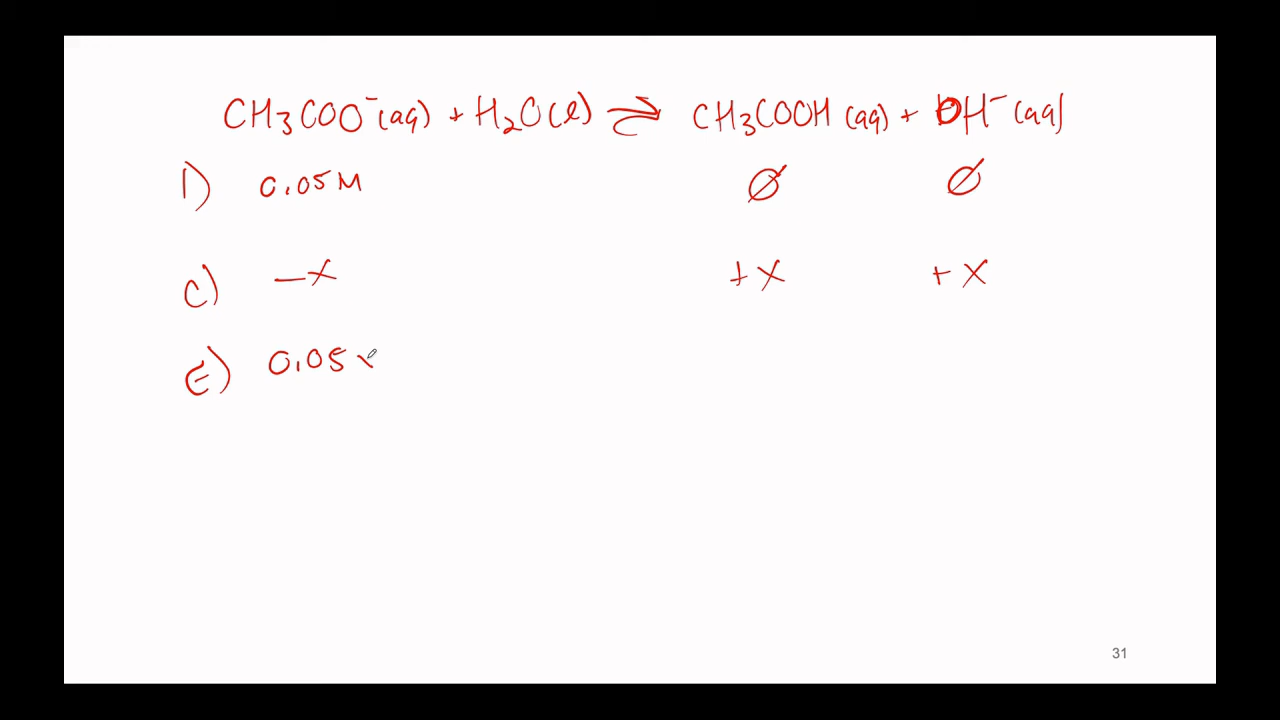 CH₃COO⁻(aq) + H₂O(l) ⇌ CH₃COOH (aq) + OH⁻ (aq)
I) 0.05M ∅ ∅
C) –X +X +X
E) 0.05
31